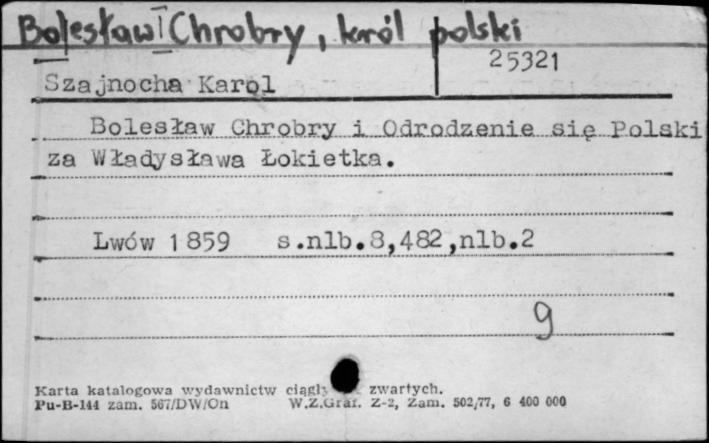 Bolesław I Chrobry, król polski
25321
Szajnocha Karol
Bolesław Chrobry i Odrodzenie się Polski
za Władysława Łokietka.
Lwów 1859 s.nlb.8,482,nlb.2
9
Karta katalogowa wydawnictw zwartych.
Pu-B-144 zam. 567/DW/On W.Z.Graf. Z-2, Zam. 502/77, 6 400 000